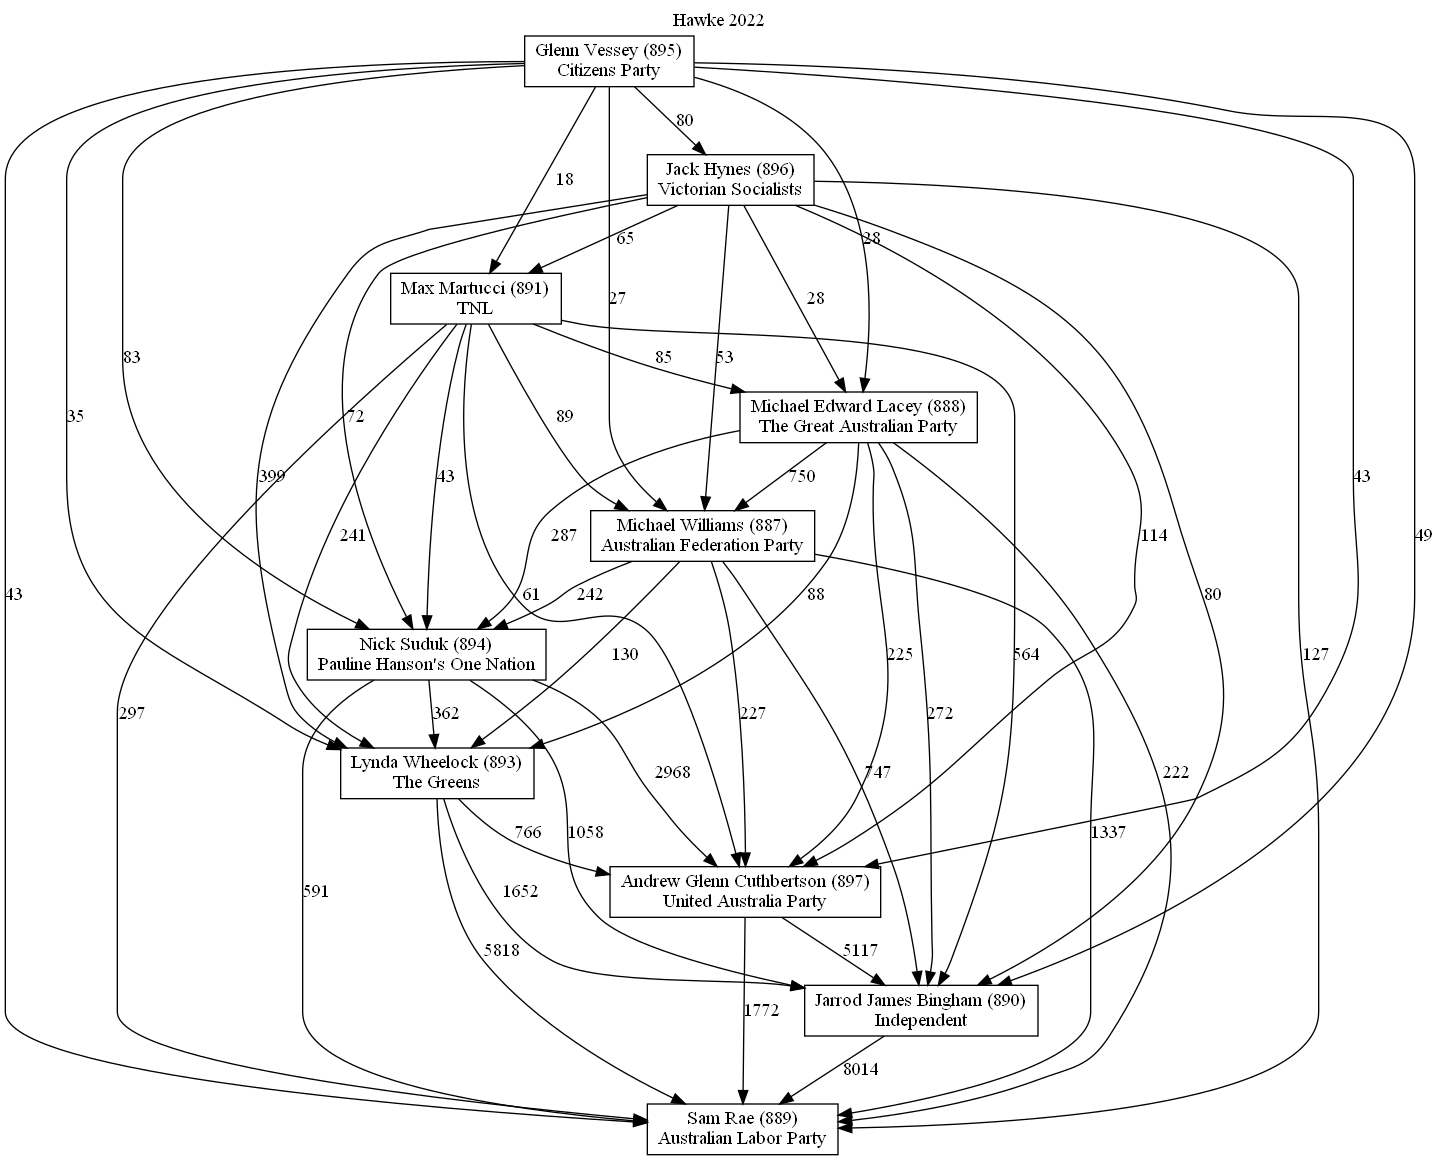 Hawke 2022
Glenn Vessey (895)
Citizens Party
80
Jack Hynes (896)
Victorian Socialists
18
65
28
Max Martucci (891)
TNL
27
28
83
53
85
35
72
89
Michael Edward Lacey (888)
The Great Australian Party
399
43
750
43
241
287
Michael Williams (887)
Australian Federation Party
114
49
43
61
242
88
80
Nick Suduk (894)
Pauline Hanson's One Nation
130
225
564
127
297
362
227
272
Lynda Wheelock (893)
The Greens
2968
747
222
766
1058
1337
591
1652
Andrew Glenn Cuthbertson (897)
United Australia Party
5818
5117
Jarrod James Bingham (890)
Independent
1772
8014
Sam Rae (889)
Australian Labor Party